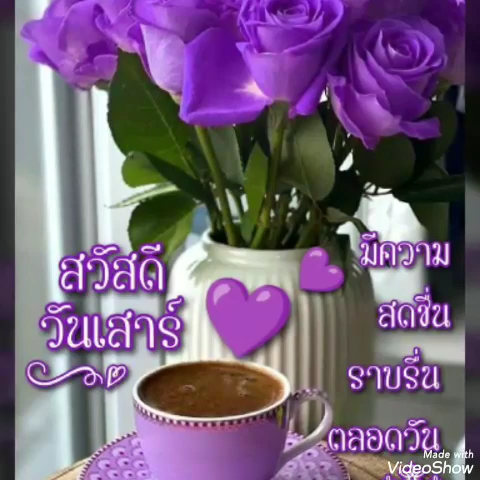 สวัสดี
วันเสาร์
มีความ
สดชื่น
ราบรื่น
ตลอดวัน
Made with
VideoShow